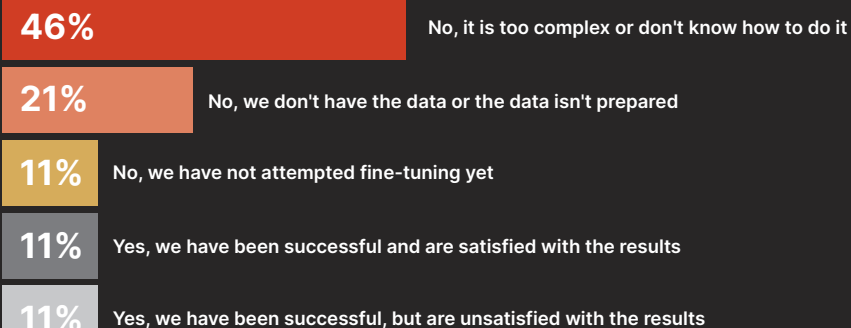 46% No, it is too complex or don't know how to do it
21% No, we don't have the data or the data isn't prepared
11% No, we have not attempted fine-tuning yet
11% Yes, we have been successful and are satisfied with the results
11% Yes, we have been successful, but are unsatisfied with the results